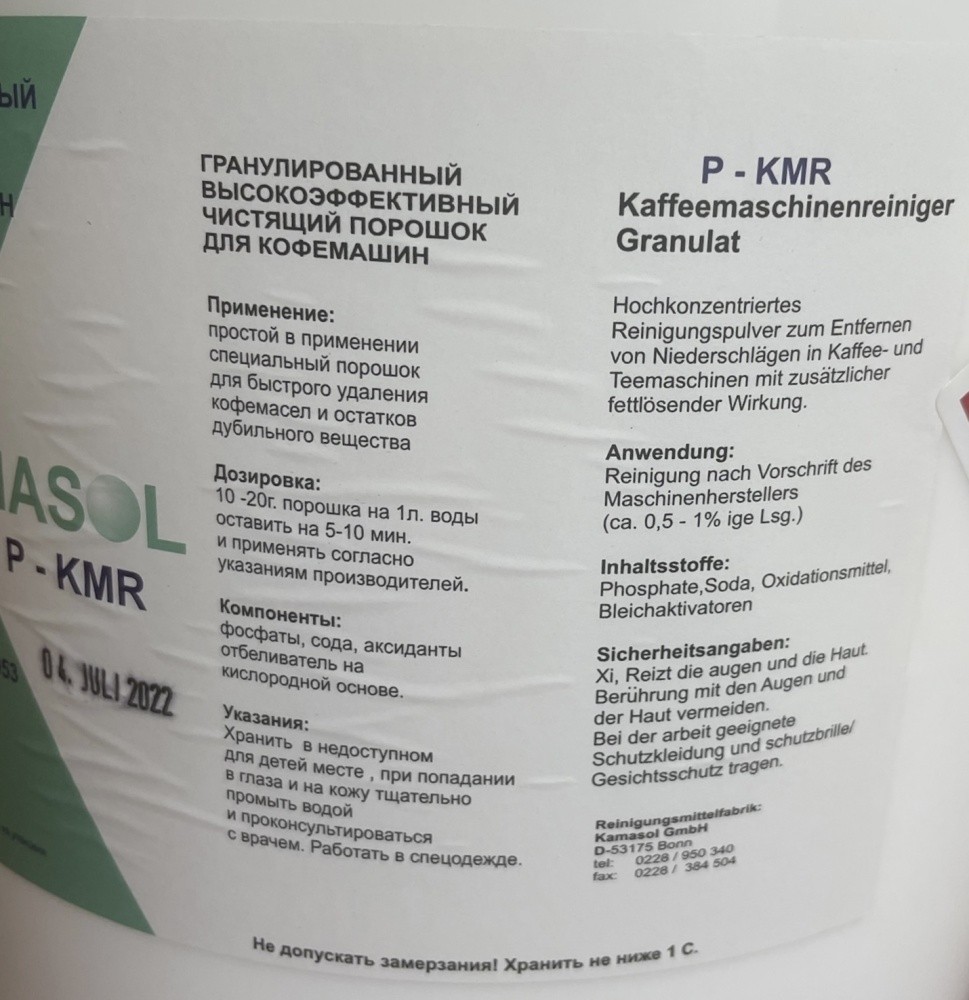 ЫЙ
Н
ASOL
P - KMR
53
04. JULI 2022
ГРАНУЛИРОВАННЫЙ
ВЫСОКОЭФФЕКТИВНЫЙ
ЧИСТЯЩИЙ ПОРОШОК
ДЛЯ КОФЕМАШИН
Применение:
простой в применении
специальный порошок
для быстрого удаления
кофемасел и остатков
дубильного вещества
Дозировка:
10 -20г. порошка на 1л. воды
оставить на 5-10 мин.
и применять согласно
указаниям производителей.
Компоненты:
фосфаты, сода, аксиданты
отбеливатель на
кислородной основе.
Указания:
Хранить в недоступном
для детей месте , при попадании
в глаза и на кожу тщательно
промыть водой
и проконсультироваться
с врачем. Работать в спецодежде.
P - KMR
Kaffeemaschinenreiniger
Granulat
Hochkonzentriertes
Reinigungspulver zum Entfernen
von Niederschlägen in Kaffee- und
Teemaschinen mit zusätzlicher
fettlösender Wirkung.
Anwendung:
Reinigung nach Vorschrift des
Maschinenherstellers
(ca. 0,5 - 1% ige Lsg.)
Inhaltsstoffe:
Phosphate,Soda, Oxidationsmittel,
Bleichaktivatoren
Sicherheitsangaben:
Xi, Reizt die augen und die Haut.
Berührung mit den Augen und
der Haut vermeiden.
Bei der arbeit geeignete
Schutzkleidung und schutzbrille/
Gesichtsschutz tragen.
Reinigungsmittelfabrik:
Kamasol GmbH
D-53175 Bonn
tel: 0228 / 950 340
fax: 0228 / 384 504
Не допускать замерзания! Хранить не ниже 1 С.